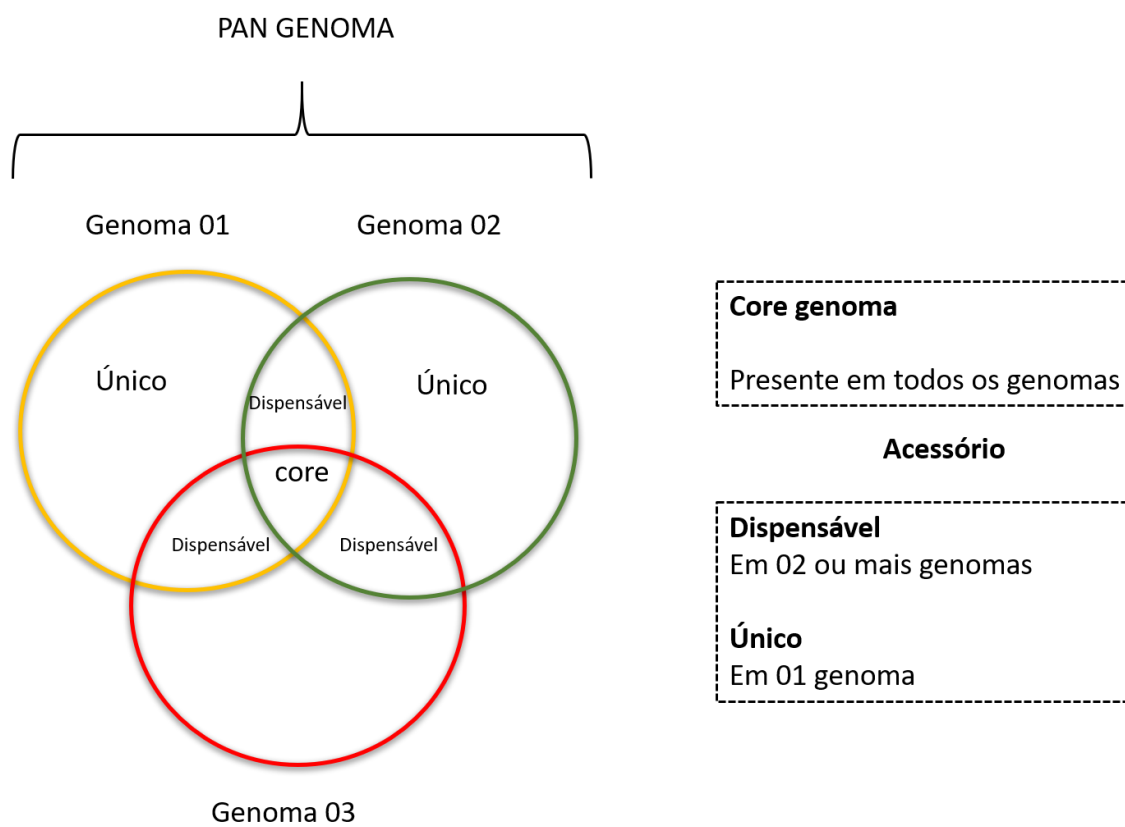 PAN GENOMA
Genoma 01
Genoma 02
Único
Único
Dispensável
core
Dispensável
Dispensável
Genoma 03
Core genoma
Presente em todos os genomas
Acessório
Dispensável
Em 02 ou mais genomas
Único
Em 01 genoma